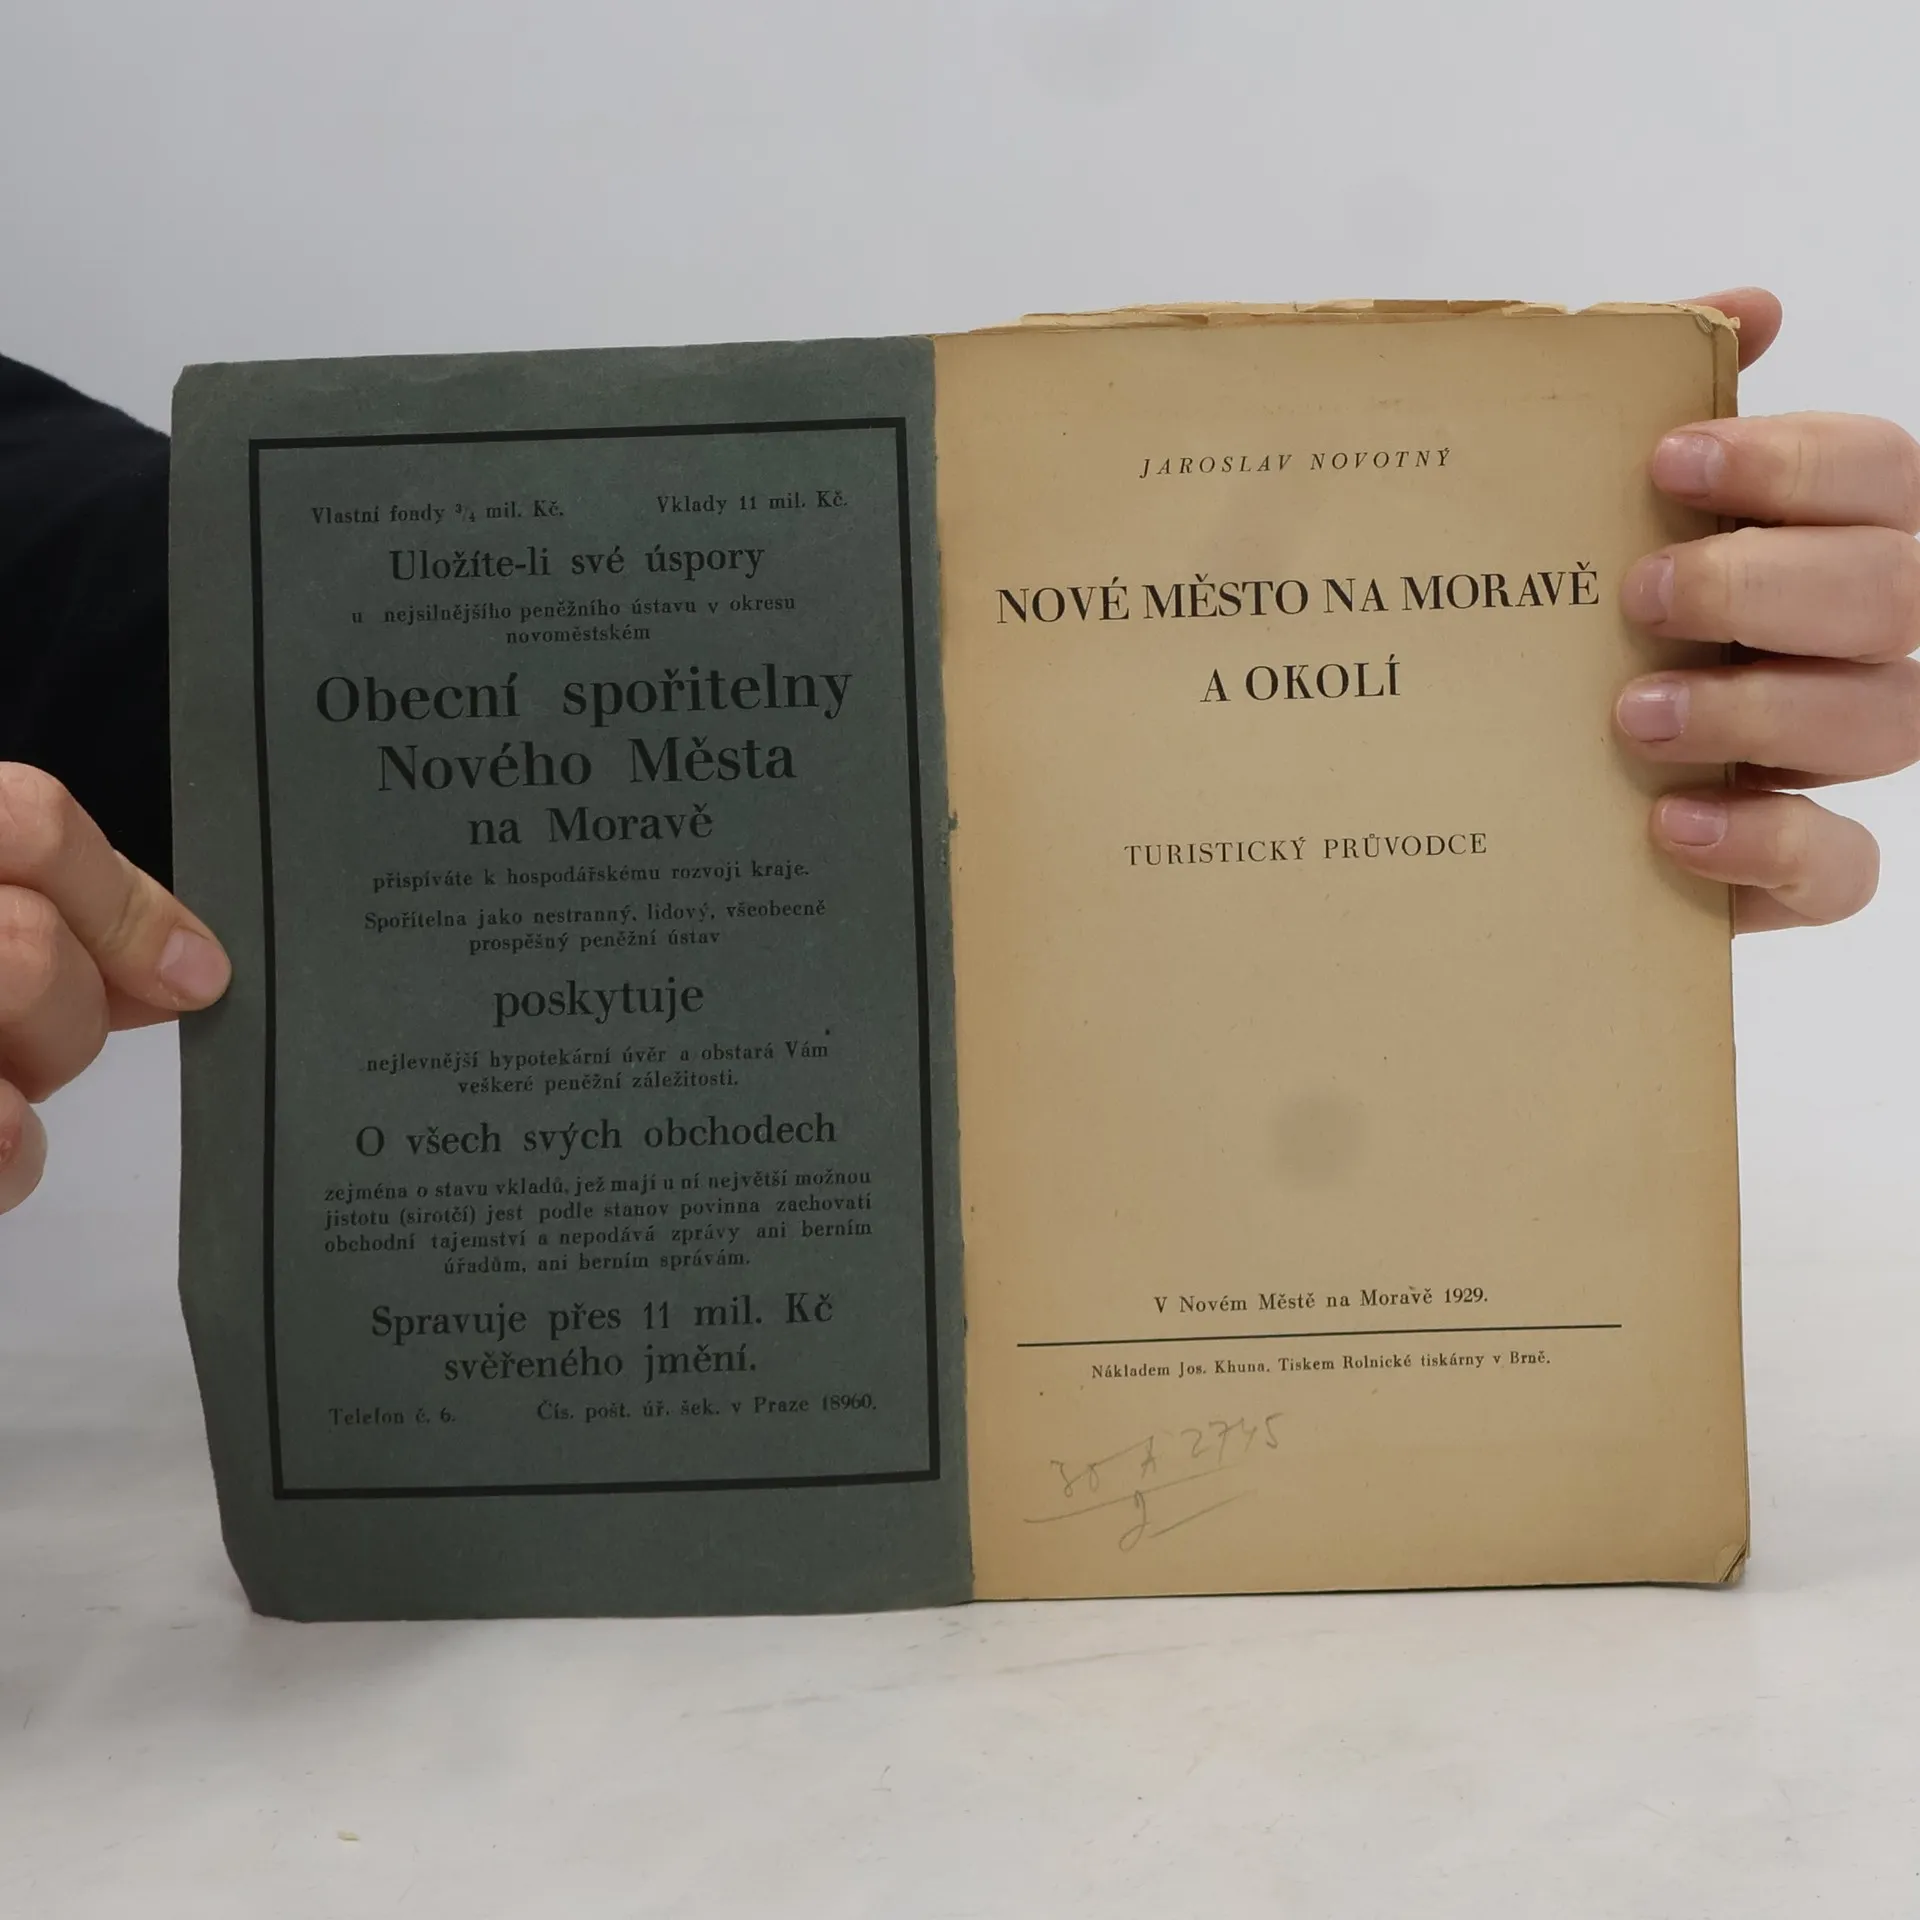 Vlastní fondy ¾ mil. Kč. Vklady 11 mil. Kč.
Uložíte-li své úspory
u nejsilnějšího peněžního ústavu v okresu
novoměstském
Obecní spořitelny
Nového Města
na Moravě
přispíváte k hospodářskému rozvoji kraje.
Spořitelna jako nestranný, lidový, všeobecně
prospěšný peněžní ústav
poskytuje
nejlevnější hypotekární úvěr a obstará Vám
veškeré peněžní záležitosti.
O všech svých obchodech
zejména o stavu vkladů, jež mají u ní největší možnou
jistotu (sirotčí) jest podle stanov povinna zachovati
obchodní tajemství a nepodává zprávy ani berním
úřadům, ani berním správám.
Spravuje přes 11 mil. Kč
svěřeného jmění.
Telefon č. 6. Čís. pošt. úř. šek. v Praze 18960.
JAROSLAV NOVOTNÝ
NOVÉ MĚSTO NA MORAVĚ
A OKOLÍ
TURISTICKÝ PRŮVODCE
V Novém Městě na Moravě 1929.
Nákladem Jos. Khuna. Tiskem Rolnické tiskárny v Brně.
A 2745